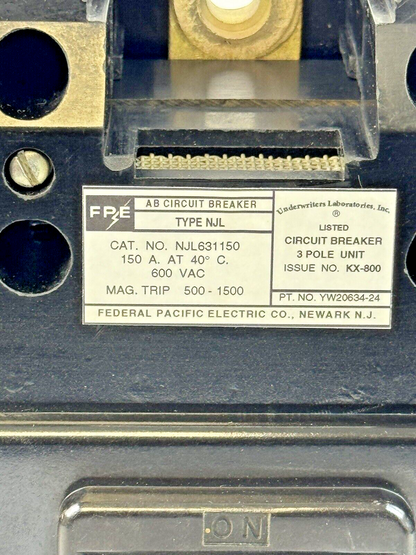 FPE
AB CIRCUIT BREAKER
TYPE NJL
CAT. NO. NJL631150
150 A. AT 40° C.
600 VAC
MAG. TRIP 500 - 1500
Underwriters Laboratories, Inc.
®
LISTED
CIRCUIT BREAKER
3 POLE UNIT
ISSUE NO. KX-800
PT. NO. YW20634-24
FEDERAL PACIFIC ELECTRIC CO., NEWARK N.J.
ON